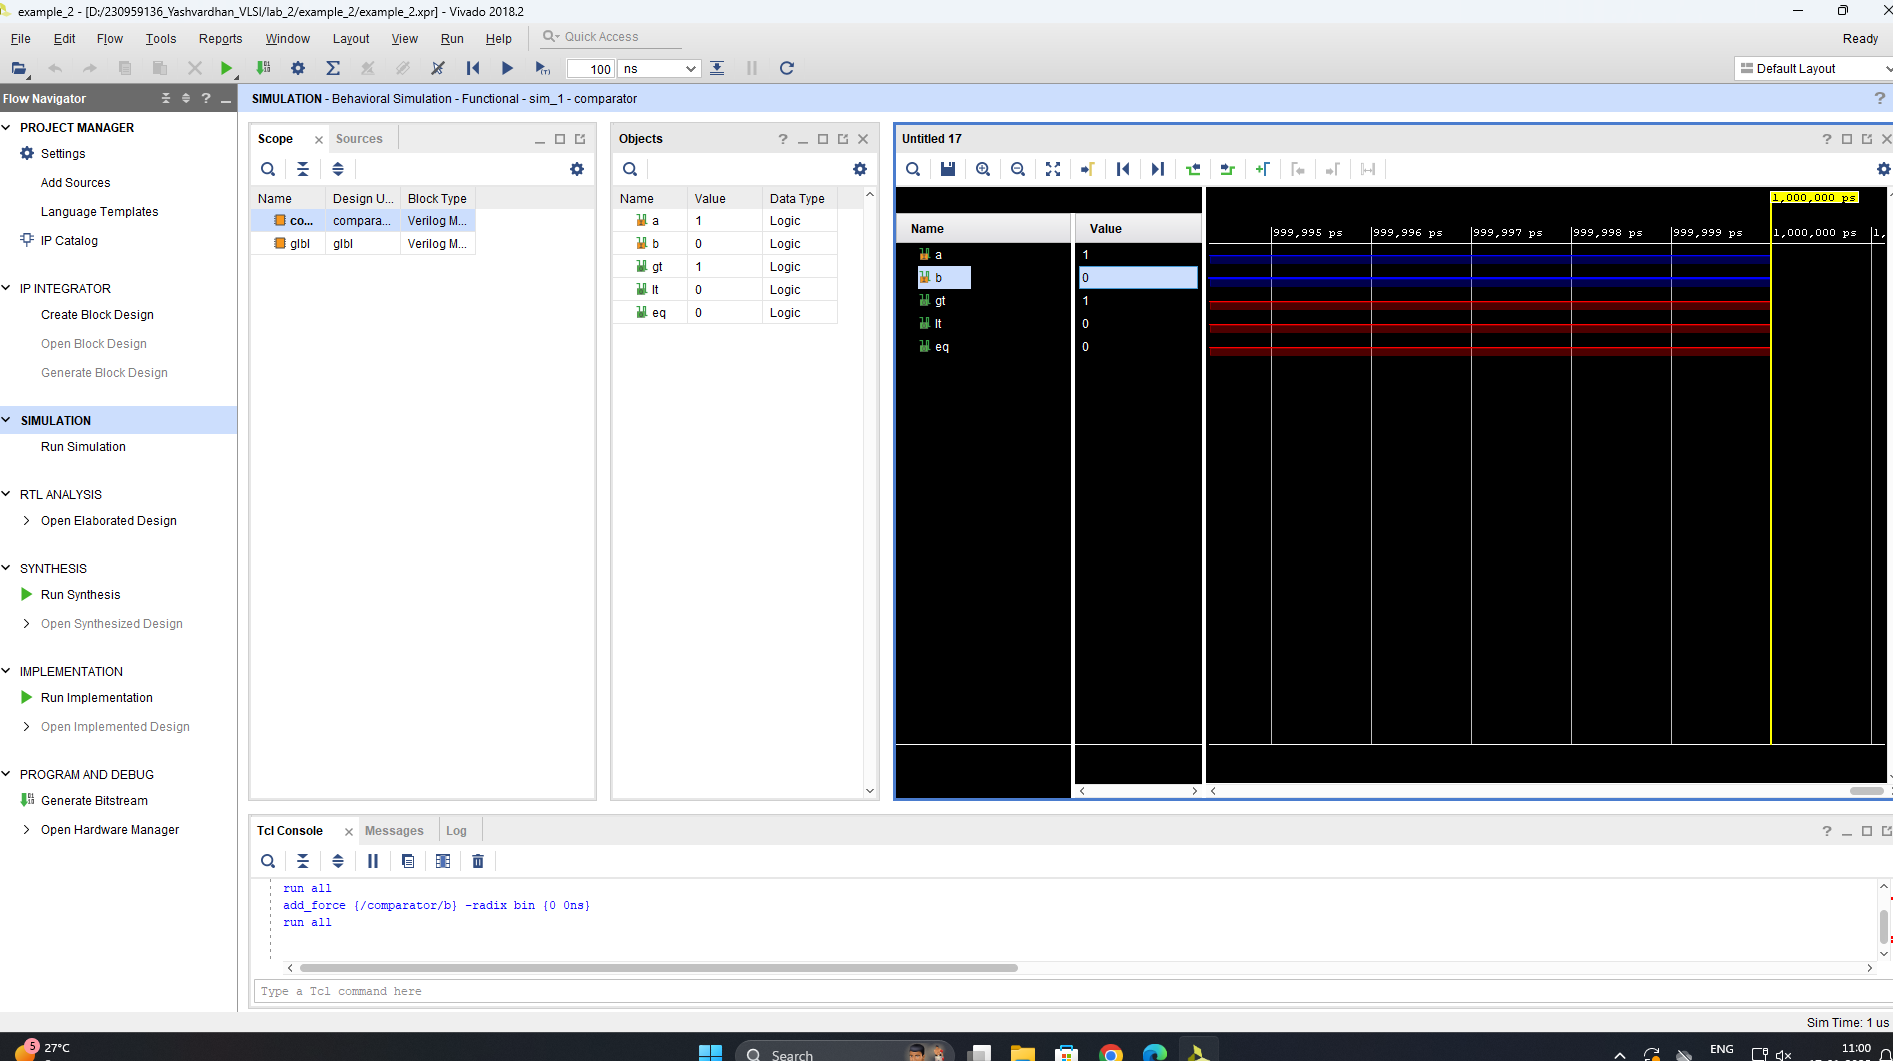 example_2 - [D:/230959136_Yashvardhan_VLSI/lab_2/example_2/example_2.xpr] - Vivado 2018.2
File Edit Flow Tools Reports Window Layout View Run Help Quick Access Ready
100 ns Default Layout
Flow Navigator
PROJECT MANAGER
Settings
Add Sources
Language Templates
IP Catalog
IP INTEGRATOR
Create Block Design
Open Block Design
Generate Block Design
SIMULATION
Run Simulation
RTL ANALYSIS
Open Elaborated Design
SYNTHESIS
Run Synthesis
Open Synthesized Design
IMPLEMENTATION
Run Implementation
Open Implemented Design
PROGRAM AND DEBUG
Generate Bitstream
Open Hardware Manager
SIMULATION - Behavioral Simulation - Functional - sim_1 - comparator
Scope Sources
Name Design U... Block Type
co... compara... Verilog M...
glbl glbl Verilog M...
Objects
Name Value Data Type
a 1 Logic
b 0 Logic
gt 1 Logic
lt 0 Logic
eq 0 Logic
Untitled 17
1,000,000 ps
Name Value
999,995 ps 999,996 ps 999,997 ps 999,998 ps 999,999 ps 1,000,000 ps 1,
a 1
b 0
gt 1
lt 0
eq 0
Tcl Console Messages Log
run all
add_force {/comparator/b} -radix bin {0 0ns}
run all
Type a Tcl command here
Sim Time: 1 us
5 27°C
Search
ENG
11:00